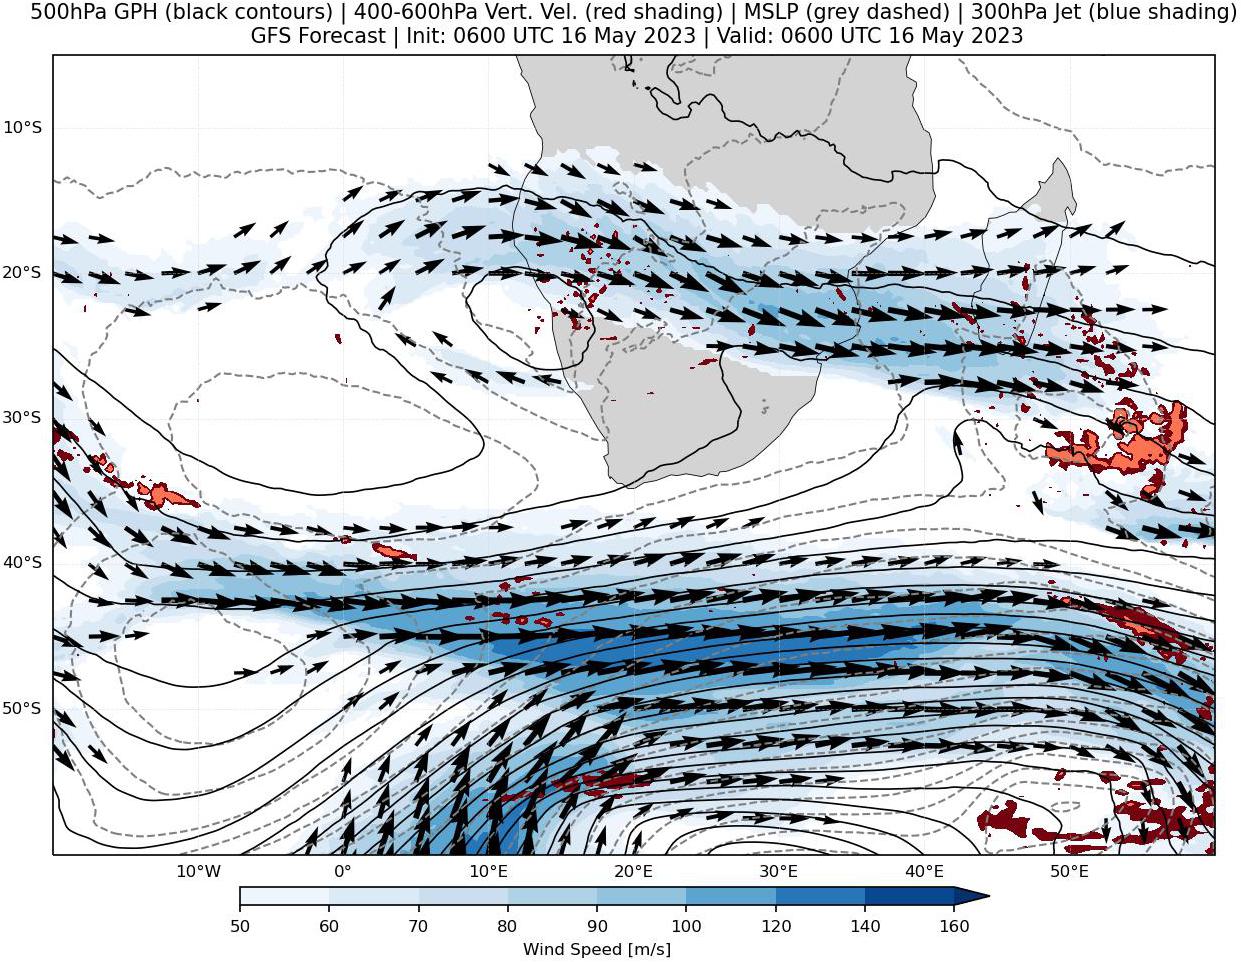 500hPa GPH (black contours) | 400-600hPa Vert. Vel. (red shading) | MSLP (grey dashed) | 300hPa Jet (blue shading)
GFS Forecast | Init: 0600 UTC 16 May 2023 | Valid: 0600 UTC 16 May 2023
10°S
20°S
30°S
40°S
50°S
10°W 0° 10°E 20°E 30°E 40°E 50°E
50 60 70 80 90 100 120 140 160
Wind Speed [m/s]